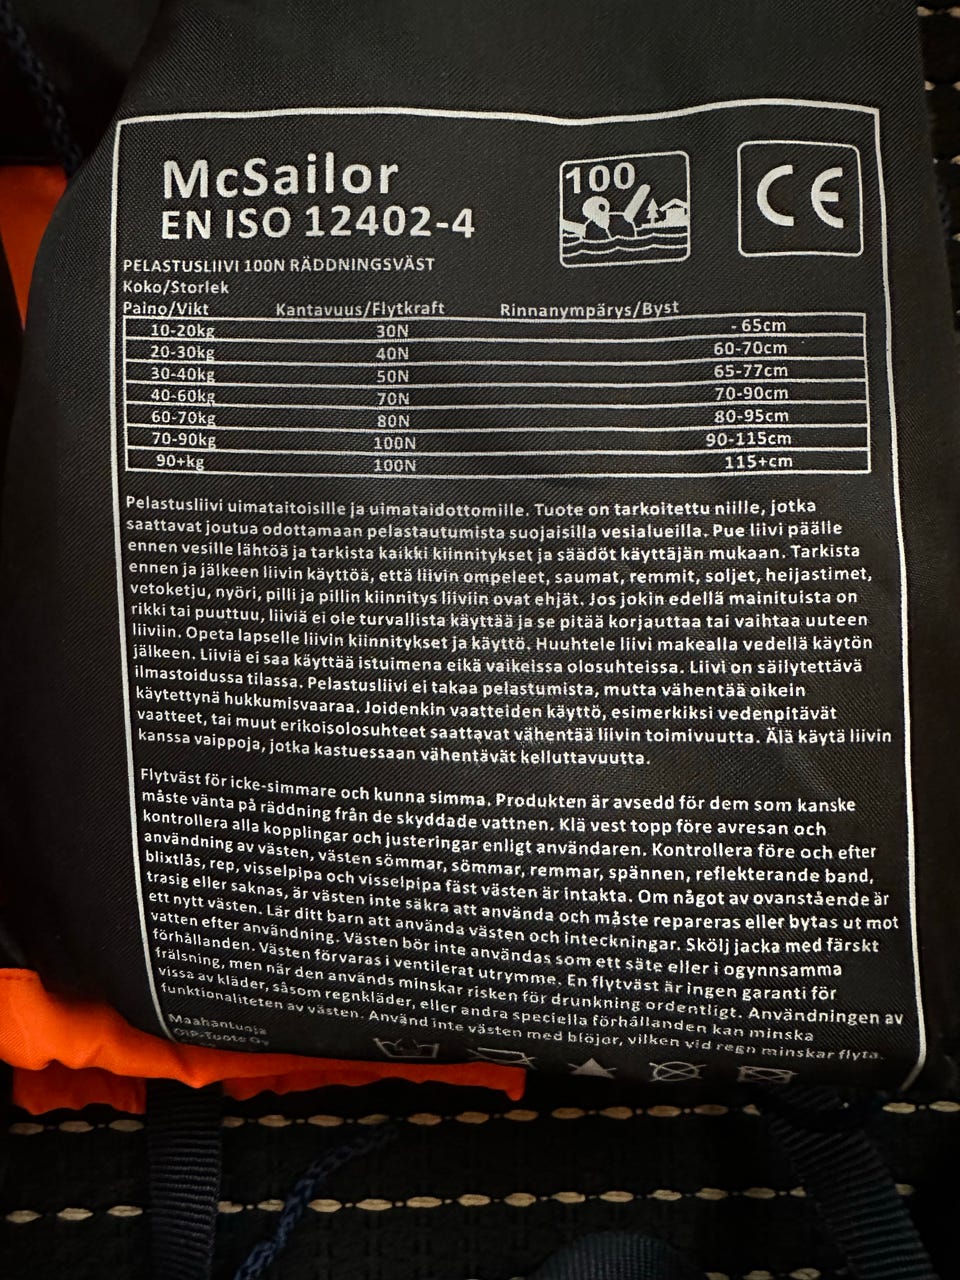 McSailor
EN ISO 12402-4
100
CE
PELASTUSLIIVI 100N RÄDDNINGSVÄST
Koko/Storlek
Paino/Vikt Kantavuus/Flytkraft Rinnanympärys/Byst
10-20kg 30N - 65cm
20-30kg 40N 60-70cm
30-40kg 50N 65-77cm
40-60kg 70N 70-90cm
60-70kg 80N 80-95cm
70-90kg 100N 90-115cm
90+kg 100N 115+cm
Pelastusliivi uimataitoisille ja uimataidottomille. Tuote on tarkoitettu niille, jotka
saattavat joutua odottamaan pelastautumista suojaisilla vesialueilla. Pue liivi päälle
ennen vesille lähtöä ja tarkista kaikki kiinnitykset ja säädöt käyttäjän mukaan. Tarkista
ennen ja jälkeen liivin käyttöä, että liivin ompeleet, saumat, remmit, soljet, heijastimet,
vetoketju, nyöri, pilli ja pillin kiinnitys liiviin ovat ehjät. Jos jokin edellä mainituista on
rikki tai puuttuu, liiviä ei ole turvallista käyttää ja se pitää korjauttaa tai vaihtaa uuteen
liiviin. Opeta lapselle liivin kiinnitykset ja käyttö. Huuhtele liivi makealla vedellä käytön
jälkeen. Liiviä ei saa käyttää istuimena eikä vaikeissa olosuhteissa. Liivi on säilytettävä
ilmastoidussa tilassa. Pelastusliivi ei takaa pelastumista, mutta vähentää oikein
käytettynä hukkumisvaaraa. Joidenkin vaatteiden käyttö, esimerkiksi vedenpitävät
vaatteet, tai muut erikoisolosuhteet saattavat vähentää liivin toimivuutta. Älä käytä liivin
kanssa vaippoja, jotka kastuessaan vähentävät kelluttavuutta.
Flytväst för icke-simmare och kunna simma. Produkten är avsedd för dem som kanske
måste vänta på räddning från de skyddade vattnen. Klä vest topp före avresan och
kontrollera alla kopplingar och justeringar enligt användaren. Kontrollera före och efter
användning av västen, västen sömmar, sömmar, remmar, spännen, reflekterande band,
blixtlås, rep, visselpipa och visselpipa fäst västen är intakta. Om något av ovanstående är
trasig eller saknas, är västen inte säkra att använda och måste repareras eller bytas ut mot
ett nytt västen. Lär ditt barn att använda västen och inteckningar. Skölj jacka med färskt
vatten efter användning. Västen bör inte användas som ett säte eller i ogynnsamma
förhållanden. Västen förvaras i ventilerat utrymme. En flytväst är ingen garanti för
frälsning, men när den används minskar risken för drunkning ordentligt. Användningen av
vissa av kläder, såsom regnkläder, eller andra speciella förhållanden kan minska
funktionaliteten av västen. Använd inte västen med blöjor, vilken vid regn minskar flyta.
Maahantuoja
OiP-Tuote Oy